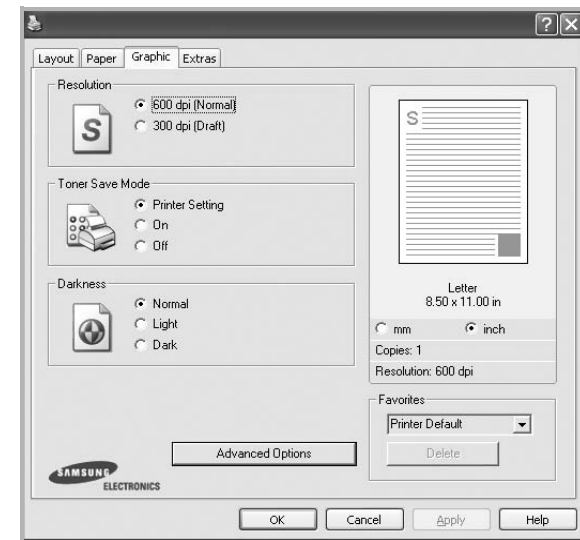 Layout Paper Graphic Extras
Resolution
600 dpi (Normal)
300 dpi (Draft)
S
Toner Save Mode
Printer Setting
On
Off
Darkness
Normal
Light
Dark
S
Letter
8.50 x 11.00 in
mm inch
Copies: 1
Resolution: 600 dpi
Favorites
Printer Default
Delete
Advanced Options
SAMSUNG
ELECTRONICS
OK Cancel Apply Help